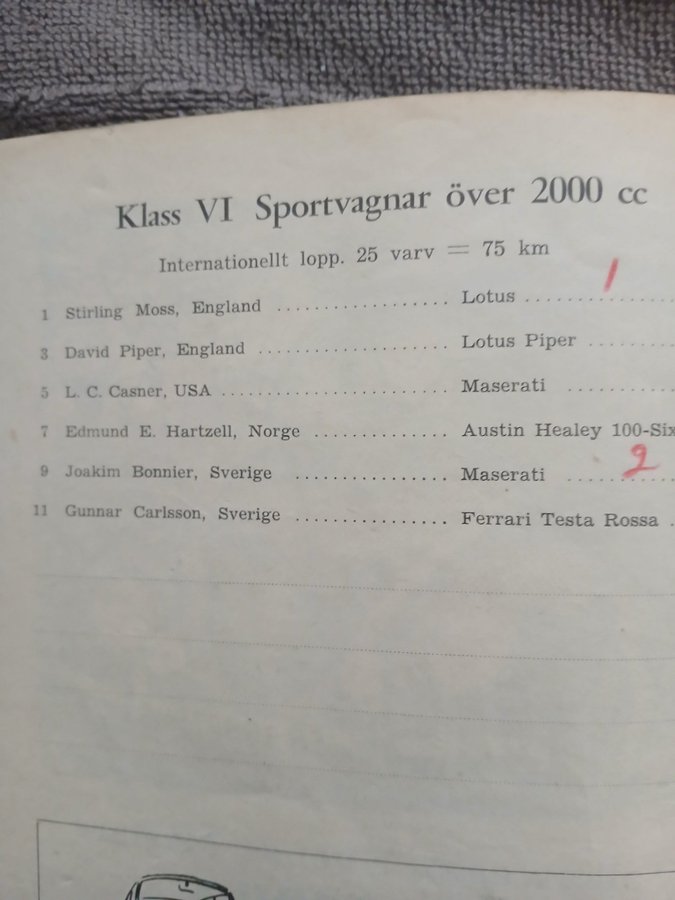 Klass VI Sportvagnar över 2000 cc
Internationellt lopp. 25 varv = 75 km
1 Stirling Moss, England .................. Lotus .............. 1
3 David Piper, England .................... Lotus Piper ........
5 L. C. Casner, USA ........................ Maserati ..........
7 Edmund E. Hartzell, Norge .............. Austin Healey 100-Six
9 Joakim Bonnier, Sverige ................ Maserati .......... 2
11 Gunnar Carlsson, Sverige ................ Ferrari Testa Rossa .